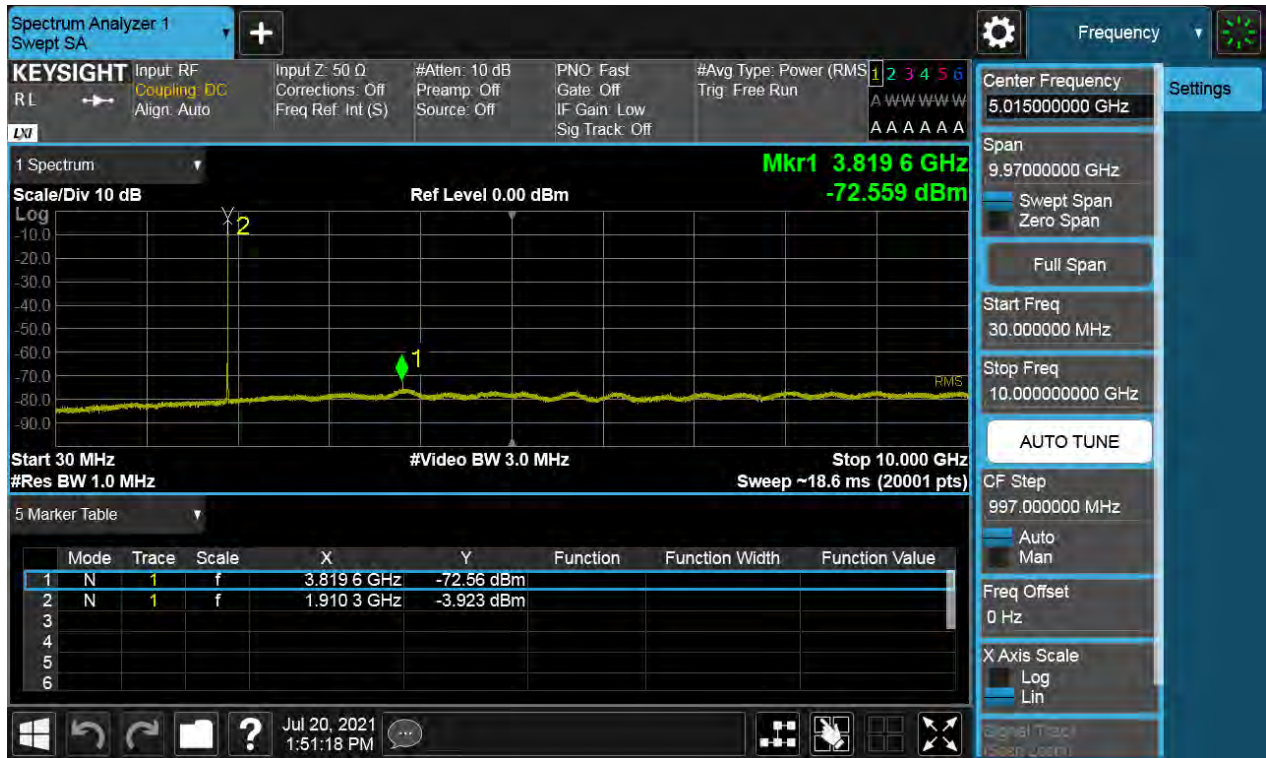 Spectrum Analyzer 1
Swept SA
+
Frequency
KEYSIGHT
RL
LXI
Input: RF
Coupling: DC
Align: Auto
Input Z: 50 Ω
Corrections: Off
Freq Ref: Int (S)
#Atten: 10 dB
Preamp: Off
Source: Off
PNO: Fast
Gate: Off
IF Gain: Low
Sig Track: Off
#Avg Type: Power (RMS
Trig: Free Run
1 2 3 4 5 6
A W W W W W
A A A A A A
1 Spectrum
Mkr1 3.819 6 GHz
-72.559 dBm
Scale/Div 10 dB
Ref Level 0.00 dBm
Log
-10.0
-20.0
-30.0
-40.0
-50.0
-60.0
-70.0
-80.0
-90.0
2
1
RMS
Start 30 MHz
#Video BW 3.0 MHz
Stop 10.000 GHz
#Res BW 1.0 MHz
Sweep ~18.6 ms (20001 pts)
5 Marker Table
Mode Trace Scale X Y Function Function Width Function Value
1 N 1 f 3.819 6 GHz -72.56 dBm
2 N 1 f 1.910 3 GHz -3.923 dBm
3
4
5
6
?
Jul 20, 2021
1:51:18 PM
Settings
Center Frequency
5.015000000 GHz
Span
9.97000000 GHz
Swept Span
Zero Span
Full Span
Start Freq
30.000000 MHz
Stop Freq
10.000000000 GHz
AUTO TUNE
CF Step
997.000000 MHz
Auto
Man
Freq Offset
0 Hz
X Axis Scale
Log
Lin
Signal Track
(Span Zoom)